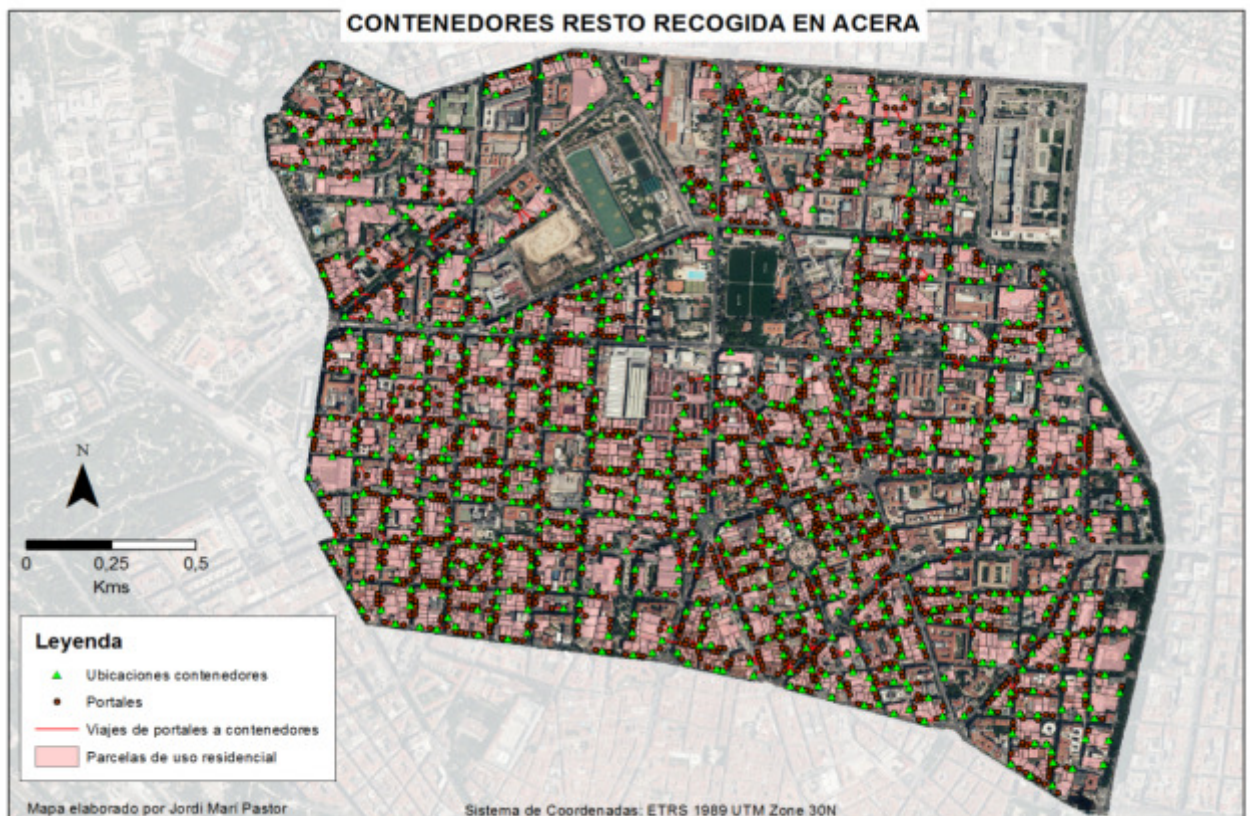 CONTENEDORES RESTO RECOGIDA EN ACERA
N
0 0,25 0,5
Kms
Leyenda
Ubicaciones contenedores
Portales
Viajes de portales a contenedores
Parcelas de uso residencial
Mapa elaborado por Jordi Marí Pastor
Sistema de Coordenadas: ETRS 1989 UTM Zone 30N